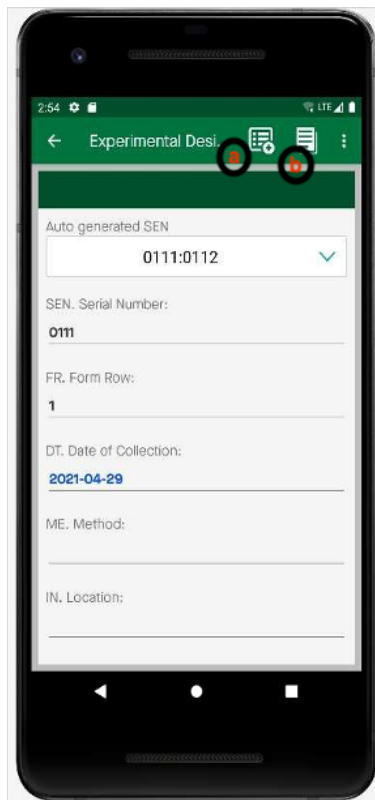 2:54 LTE
Experimental Desi.
a
b
Auto generated SEN
0111:0112
SEN. Serial Number:
0111
FR. Form Row:
1
DT. Date of Collection:
2021-04-29
ME. Method:
IN. Location: